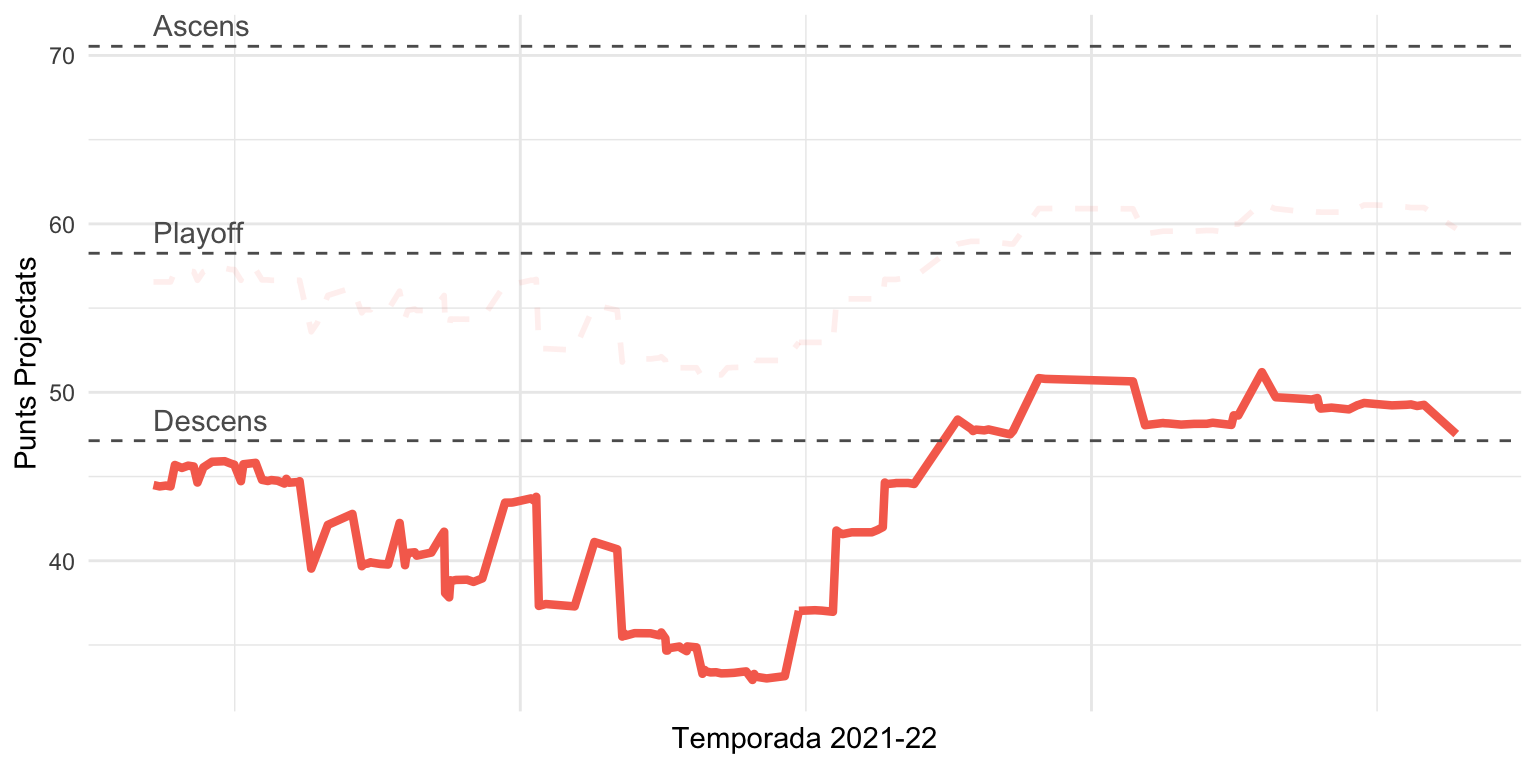 Ascens
70
Playoff
60
50
Descens
40
Punts Projectats
Temporada 2021-22